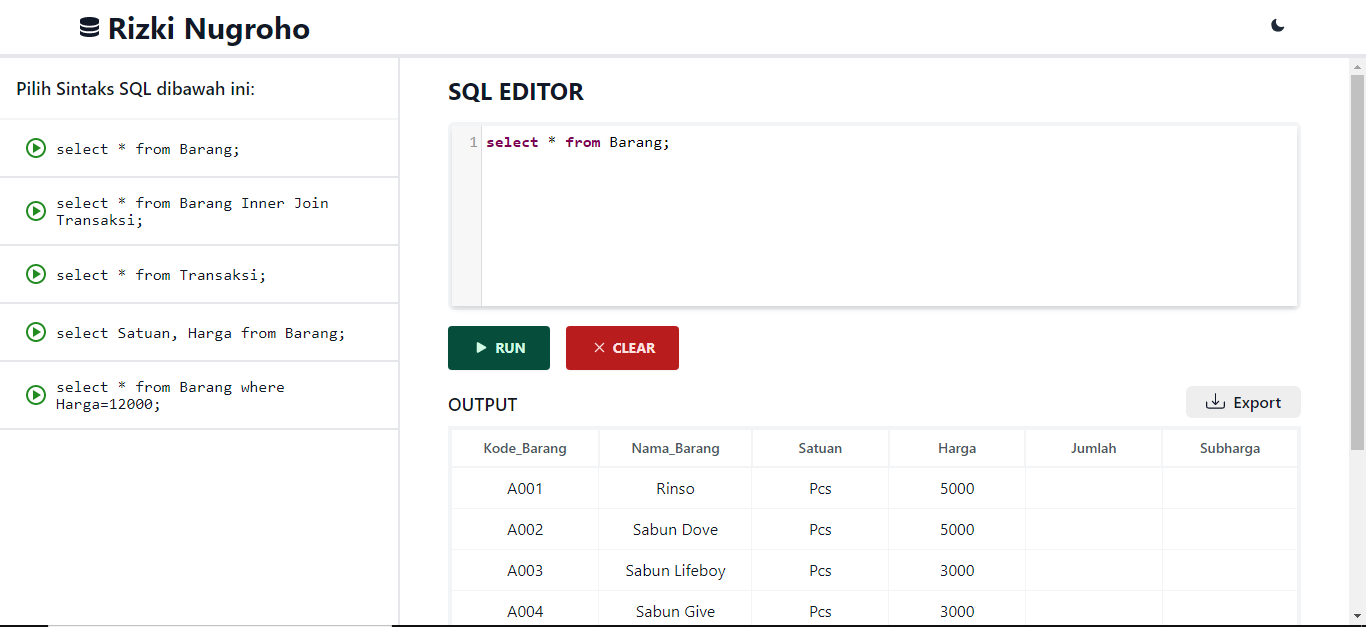 Rizki Nugroho
Pilih Sintaks SQL dibawah ini:
select * from Barang;
select * from Barang Inner Join
Transaksi;
select * from Transaksi;
select Satuan, Harga from Barang;
select * from Barang where
Harga=12000;
SQL EDITOR
1 select * from Barang;
RUN CLEAR
OUTPUT Export
Kode_Barang Nama_Barang Satuan Harga Jumlah Subharga
A001 Rinso Pcs 5000
A002 Sabun Dove Pcs 5000
A003 Sabun Lifeboy Pcs 3000
A004 Sabun Give Pcs 3000